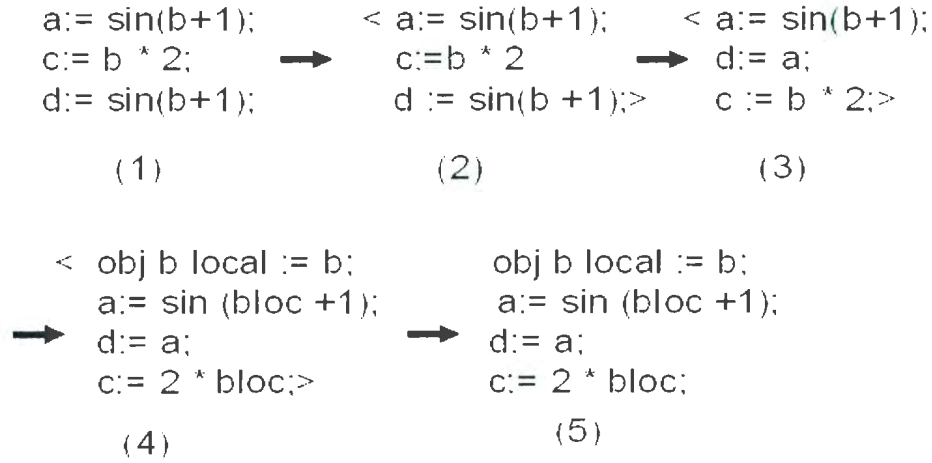 a:= sin(b+1);
c:= b * 2;
d:= sin(b+1);
(1)
< a:= sin(b+1);
c:=b * 2
d := sin(b +1);>
(2)
< a:= sin(b+1);
d:= a;
c := b * 2;>
(3)
< obj b local := b;
a:= sin (bloc +1);
d:= a;
c:= 2 * bloc;>
(4)
obj b local := b;
a:= sin (bloc +1);
d:= a;
c:= 2 * bloc;
(5)